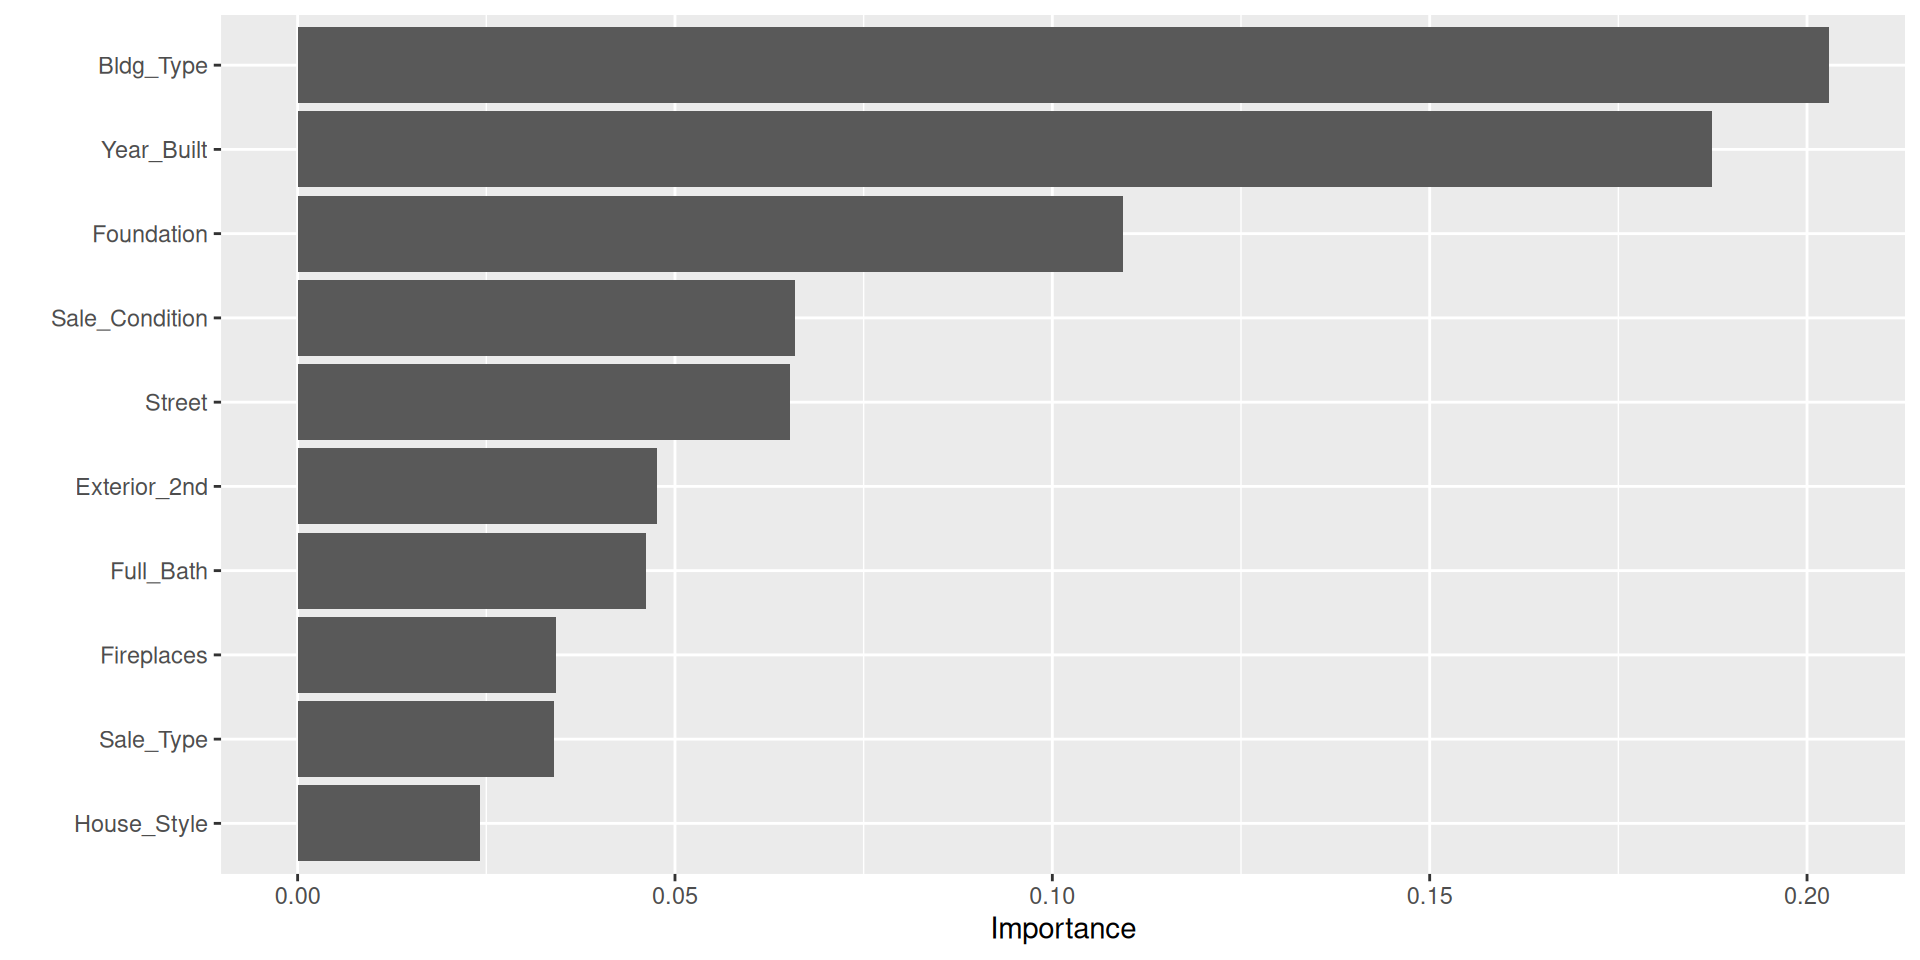 Bldg_Type
Year_Built
Foundation
Sale_Condition
Street
Exterior_2nd
Full_Bath
Fireplaces
Sale_Type
House_Style
0.00 0.05 0.10 0.15 0.20
Importance